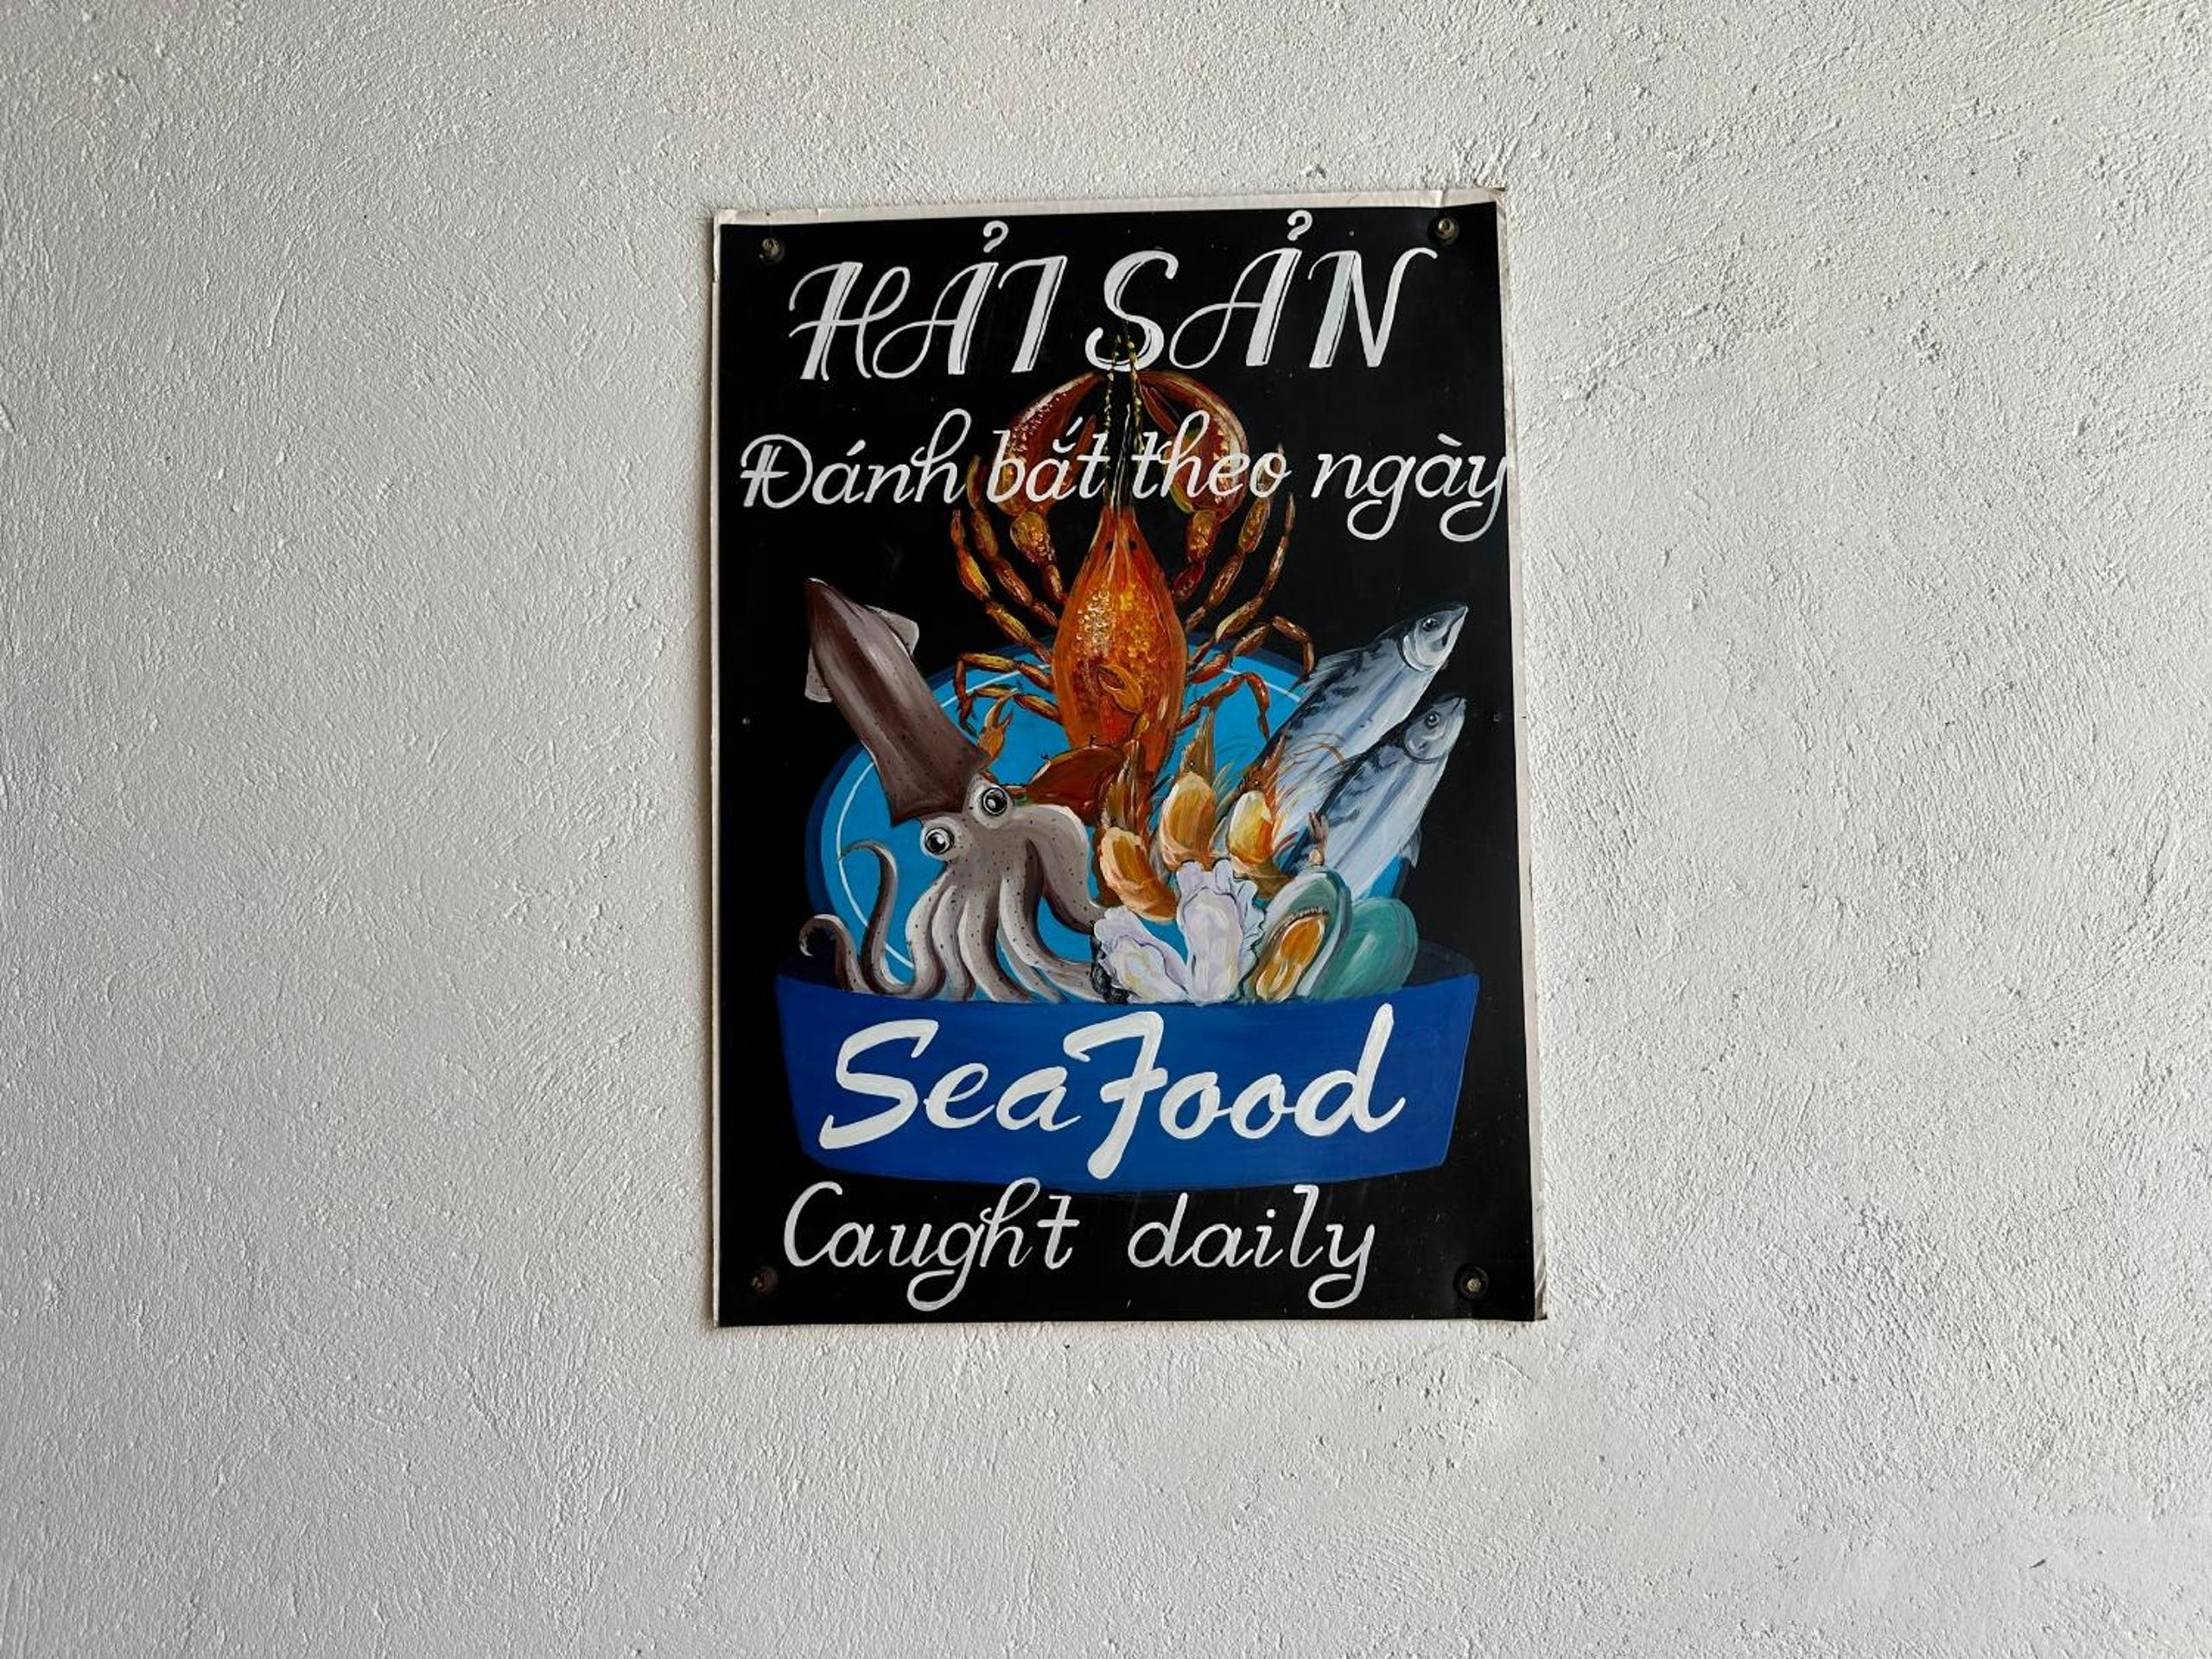 HẢI SẢN
Đánh bắt theo ngày
SeaFood
Caught daily